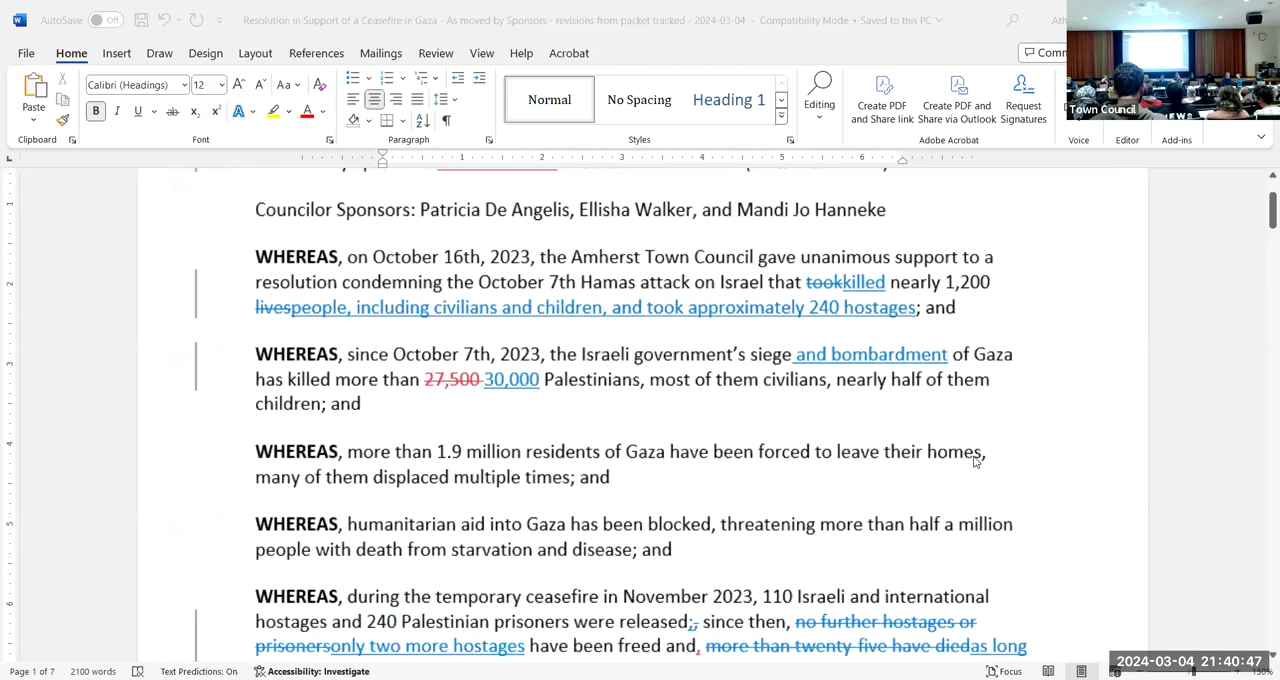 AutoSave Off
Resolution in Support of a Ceasefire in Gaza - As moved by Sponsors - revisions from packet tracked - 2024-03-04 - Compatibility Mode • Saved to this PC
Ath
File Home Insert Draw Design Layout References Mailings Review View Help Acrobat
Comm
Town Council
Calibri (Headings) 12
Paste
Normal
No Spacing
Heading 1
Editing
Create PDF and Share link
Create PDF and Share via Outlook
Request Signatures
Clipboard
Font
Paragraph
Styles
Adobe Acrobat
Voice
Editor
Add-ins
Councilor Sponsors: Patricia De Angelis, Ellisha Walker, and Mandi Jo Hanneke
WHEREAS, on October 16th, 2023, the Amherst Town Council gave unanimous support to a
resolution condemning the October 7th Hamas attack on Israel that tookkilled nearly 1,200
livespeople, including civilians and children, and took approximately 240 hostages; and
WHEREAS, since October 7th, 2023, the Israeli government's siege and bombardment of Gaza
has killed more than 27,500 30,000 Palestinians, most of them civilians, nearly half of them
children; and
WHEREAS, more than 1.9 million residents of Gaza have been forced to leave their homes,
many of them displaced multiple times; and
WHEREAS, humanitarian aid into Gaza has been blocked, threatening more than half a million
people with death from starvation and disease; and
WHEREAS, during the temporary ceasefire in November 2023, 110 Israeli and international
hostages and 240 Palestinian prisoners were released;, since then, no further hostages or
prisonersonly two more hostages have been freed and, more than twenty-five have diedas long
Page 1 of 7 2100 words Text Predictions: On Accessibility: Investigate
Focus
150%
2024-03-04 21:40:47